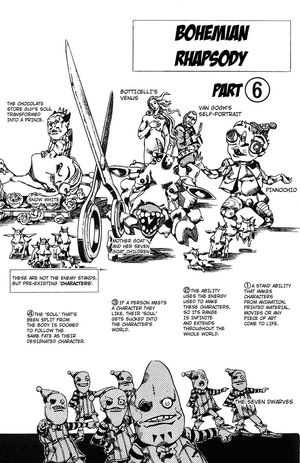 BOHEMIAN
RHAPSODY
PART 6
BOTTICELLI'S
VENUS
THE CHOCOLATE
STORE GUY'S SOUL
TRANSFORMED
INTO A PRINCE.
VAN GOGH'S
SELF-PORTRAIT
PINNOCHIO
SNOW WHITE
MOTHER GOAT
AND HER SEVEN
GOAT CHILDREN
THESE ARE NOT THE ENEMY STANDS,
BUT PRE-EXISTING 'CHARACTERS'.
① A STAND ABILITY
THAT MAKES
CHARACTERS
FROM ANIMATION,
PRINTED MATERIAL,
MOVIES OR ANY
PIECE OF ART
COME TO LIFE.
THE ABILITY
USES THE ENERGY
USED TO MAKE
THESE CHARACTERS,
SO ITS RANGE
IS INFINITE
AND EXTENDS
THROUGHOUT THE
WHOLE WORLD.
③ IF A PERSON MEETS
A CHARACTER THEY
LIKE, THEIR 'SOUL'
GETS SUCKED INTO
THE CHARACTER'S
WORLD.
④ THE 'SOUL' THAT'S
BEEN SPLIT FROM
THE BODY IS DOOMED
TO FOLLOW THE
SAME FATE AS THEIR
DESIGNATED CHARACTER.
THE SEVEN DWARVES